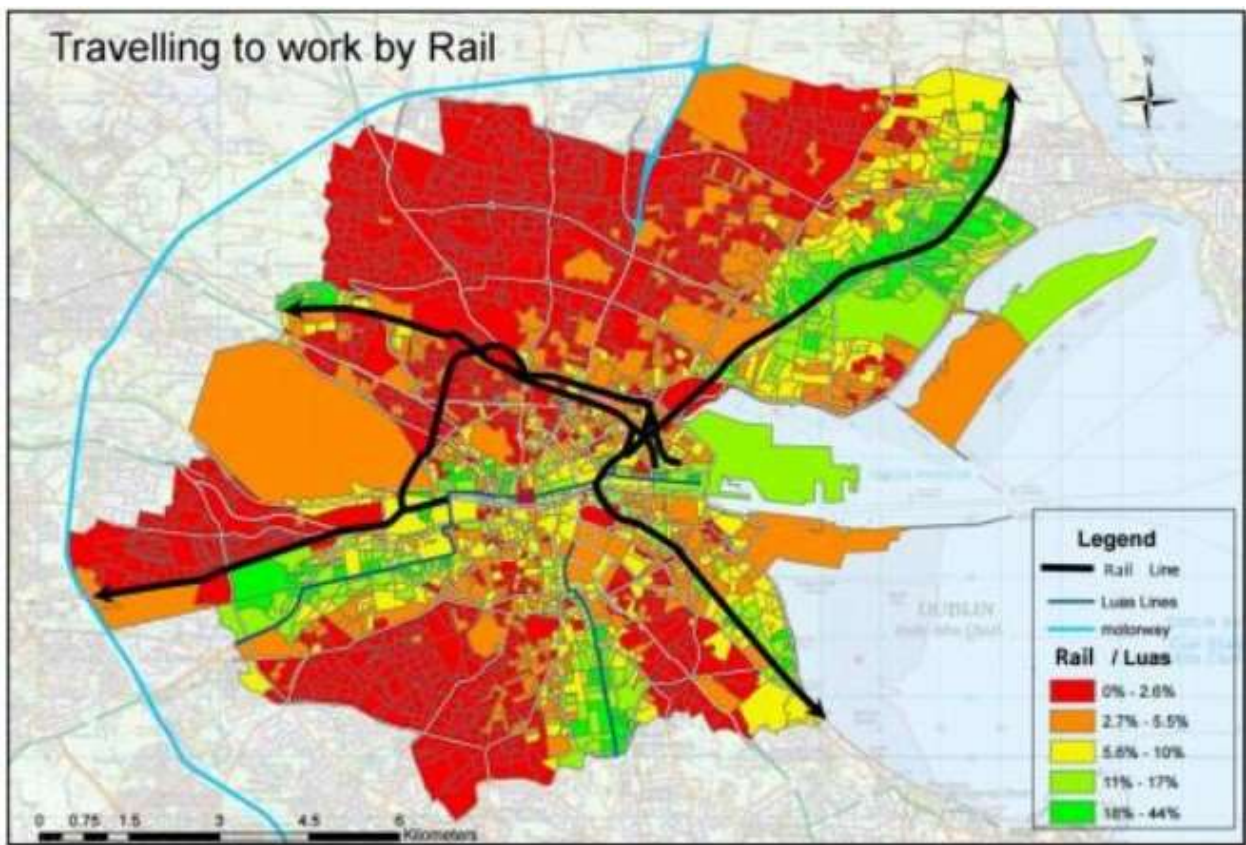 Travelling to work by Rail
N
Legend
Rail Line
Luas Lines
motorway
Rail / Luas
0% - 2.6%
2.7% - 5.5%
5.6% - 10%
11% - 17%
18% - 44%
DUBLIN
0 0.75 1.5 3 4.5 6
Kilometers